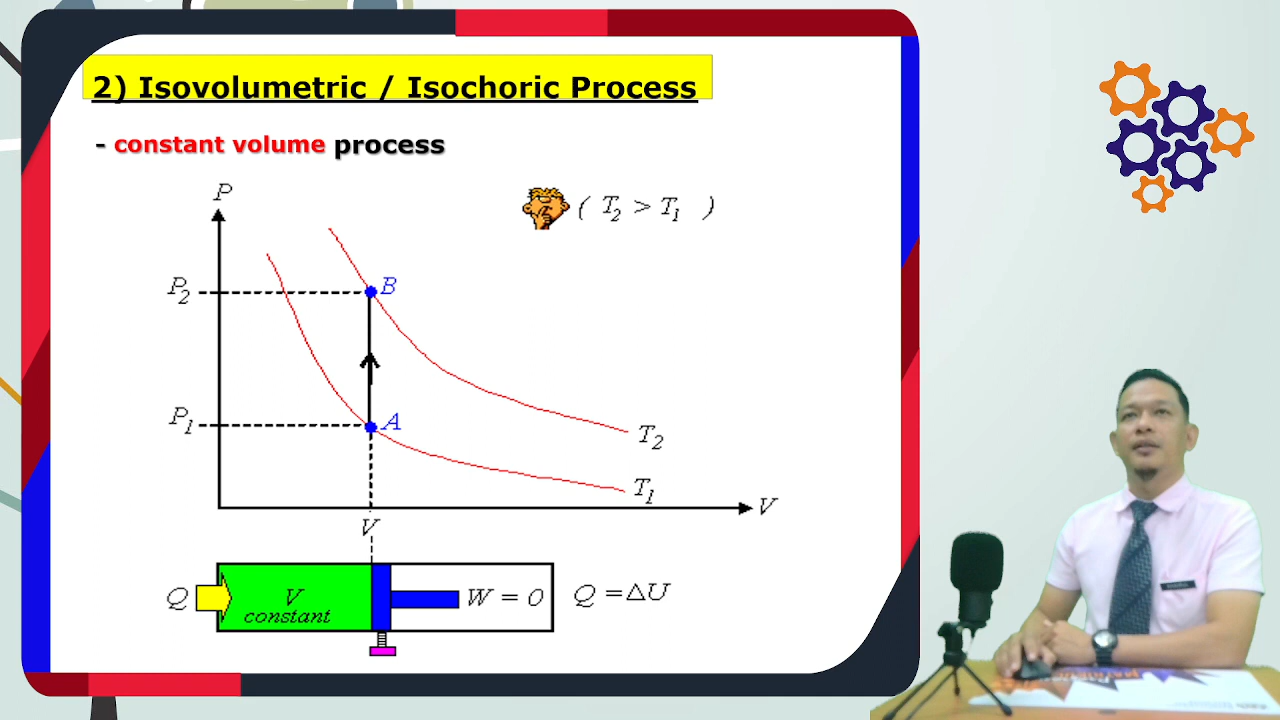 2) Isovolumetric / Isochoric Process
- constant volume process
P
( T2 > T1 )
P2
B
P1
A
T2
T1
V
V
Q
V
constant
W = 0
Q = ΔU